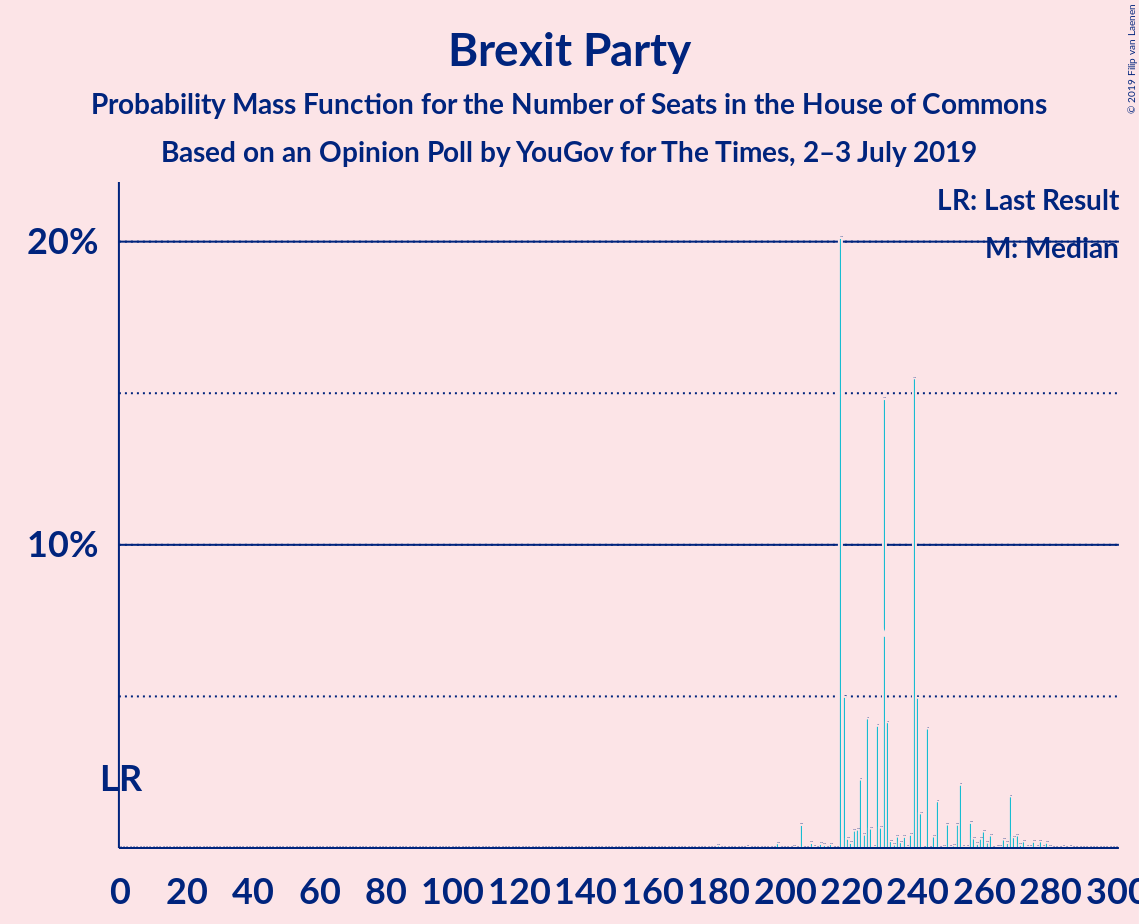 Brexit Party
Probability Mass Function for the Number of Seats in the House of Commons
Based on an Opinion Poll by YouGov for The Times, 2–3 July 2019
© 2019 Filip van Laenen
LR: Last Result
M: Median
20%
10%
LR
0 20 40 60 80 100 120 140 160 180 200 220 240 260 280 300